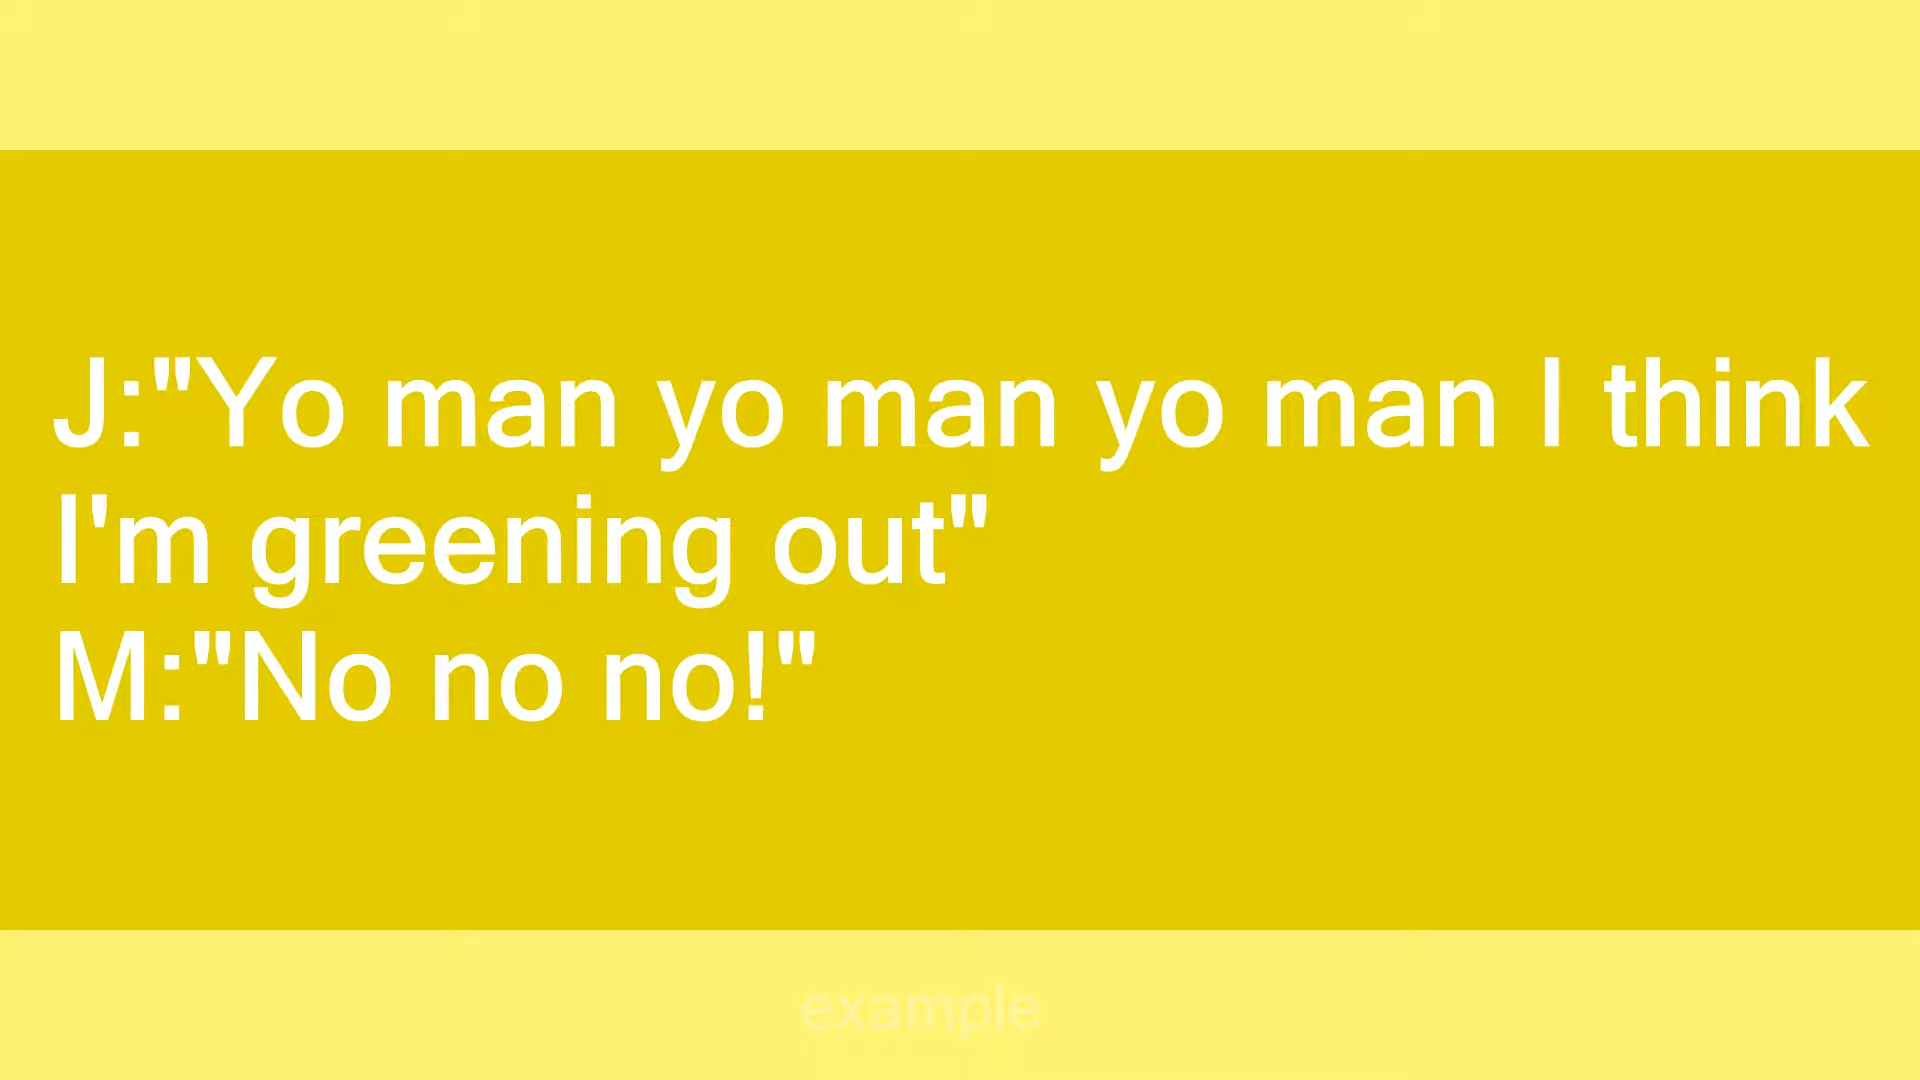 J:"Yo man yo man yo man I think
I'm greening out"
M:"No no no!"
example